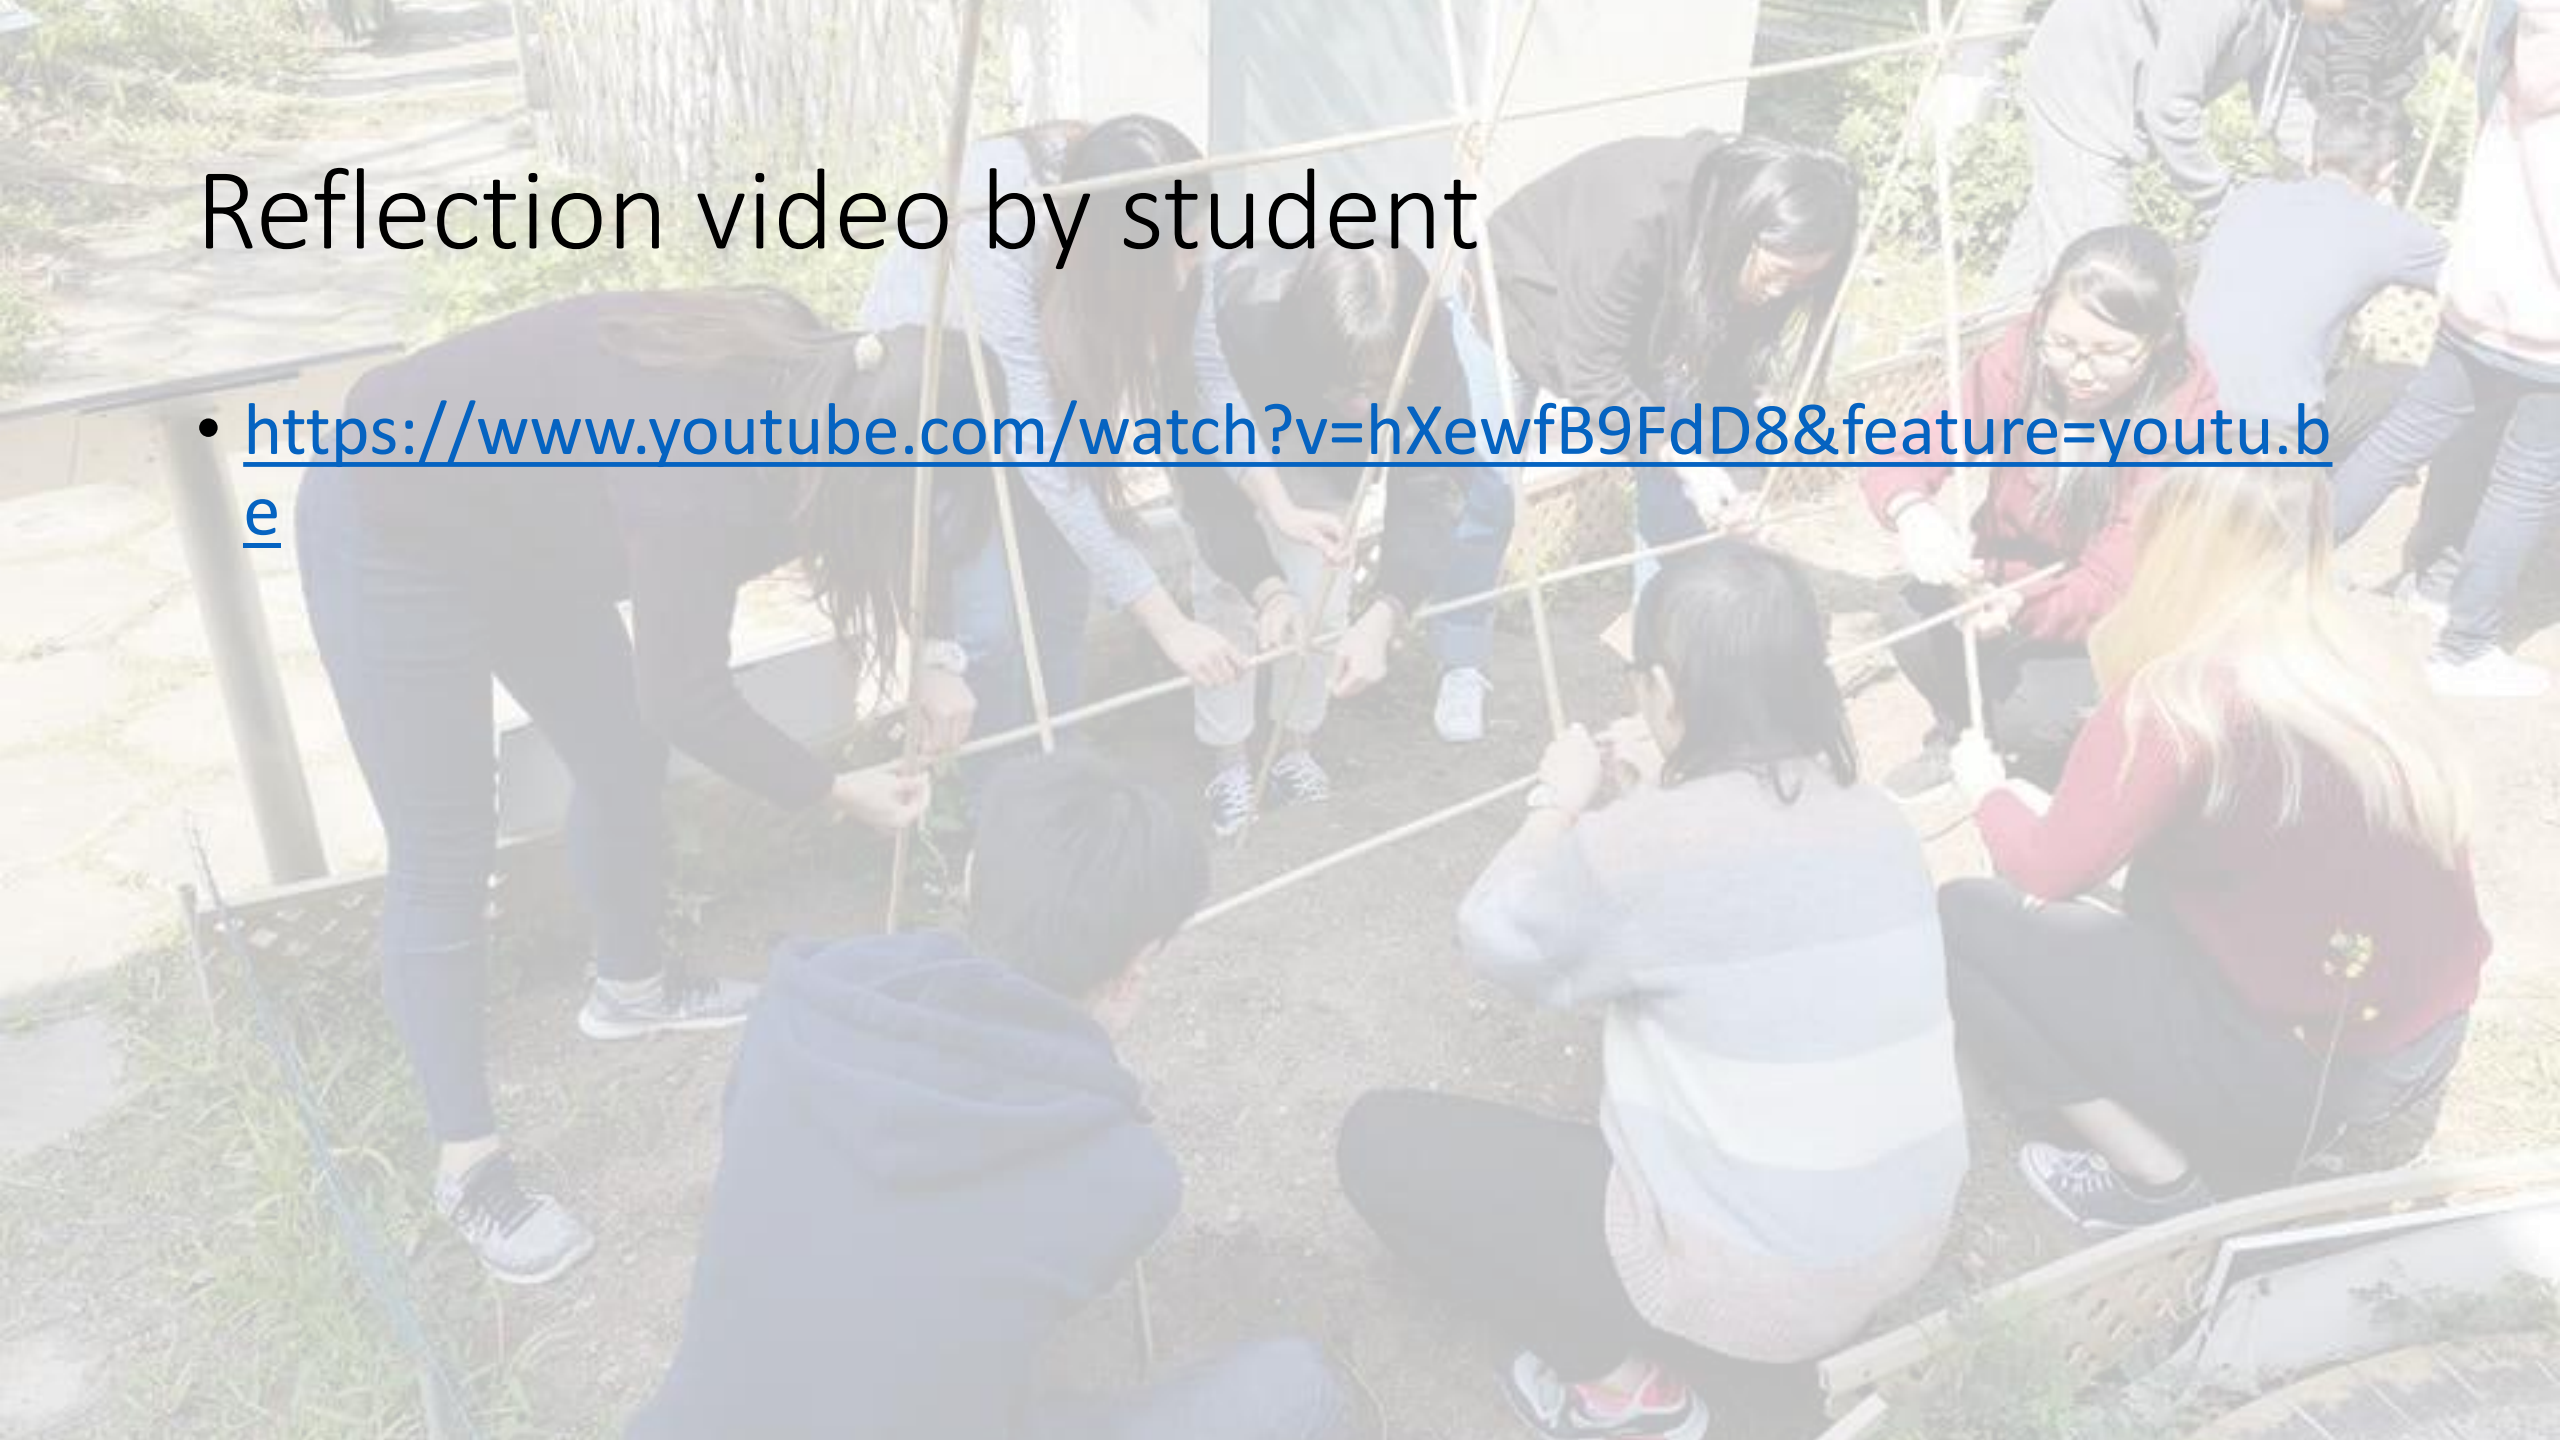 Reflection video by student
• https://www.youtube.com/watch?v=hXewfB9FdD8&feature=youtu.b
e